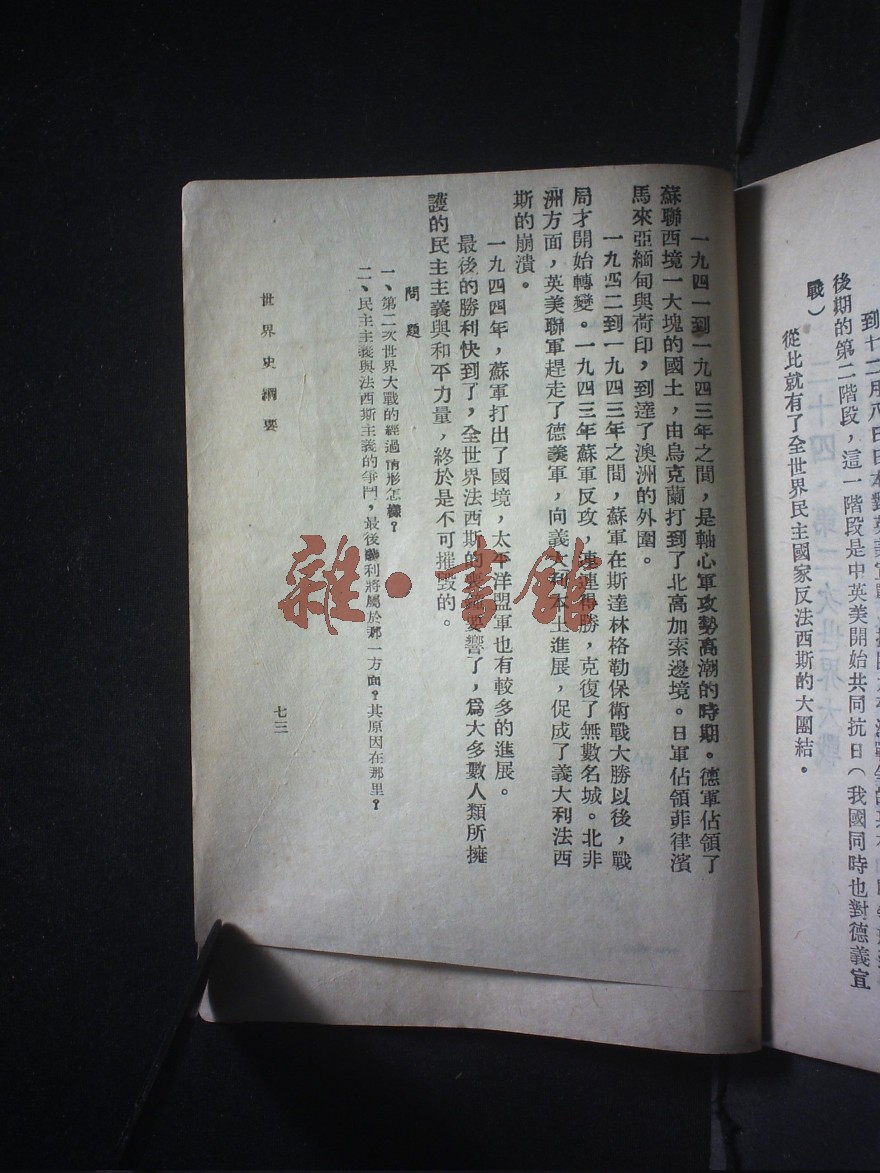 後期的第二階段，這一階段是中英美開始共同抗日（我國同時也對德義宣
戰）
從此就有了全世界民主國家反法西斯的大團結。
一九四一到一九四三年之間，是軸心軍攻勢高潮的時期。德軍佔領了
蘇聯西境一大塊的國土，由烏克蘭打到了北高加索邊境。日軍佔領菲律濱
馬來亞緬甸與荷印，到達了澳洲的外圍。
一九四二到一九四三年之間，蘇軍在斯達林格勒保衛戰大勝以後，戰
局才開始轉變。一九四三年蘇軍反攻，連連得勝，克復了無數名城。北非
洲方面，英美聯軍趕走了德義軍，向義大利本土進展，促成了義大利法西
斯的崩潰。
一九四四年，蘇軍打出了國境，太平洋盟軍也有較多的進展。
最後的勝利快到了，全世界法西斯的喪鐘要響了，爲大多數人類所擁
護的民主主義與和平力量，終於是不可摧毀的。
問題
一、第二次世界大戰的經過情形怎樣？
二、民主主義與法西斯主義的爭鬥，最後勝利將屬於那一方面？其原因在那里？
世界史綱要
七三
雜·書館